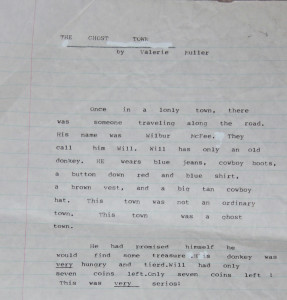 THE GHOST TOWN
by Valerie Fuller
Once in a lonly town, there
was someone traveling along the road.
His name was Wilbur McFee. They
call him Will. Will has only an old
donkey. HE wears blue jeans, cowboy boots,
a button down red and blue shirt,
a brown vest, and a big tan cowboy
hat. This town was not an ordinary
town. This town was a ghost
town.
He had promised himself he
would find some treasure. donkey was
very hungry and tierd.Will had only
seven coins left.Only seven coins left !
This was very serios!